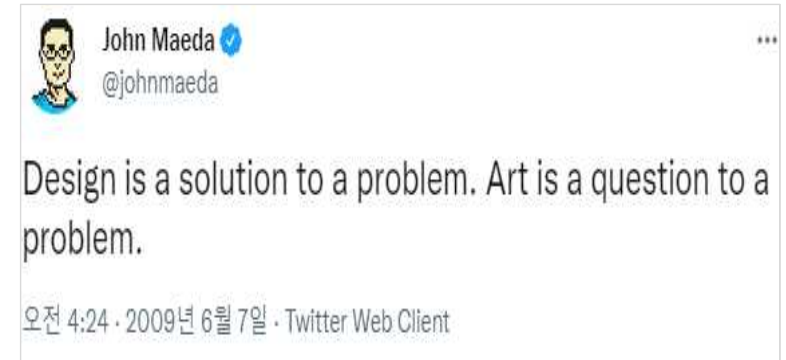 John Maeda
@johnmaeda
Design is a solution to a problem. Art is a question to a
problem.
오전 4:24 · 2009년 6월 7일 · Twitter Web Client